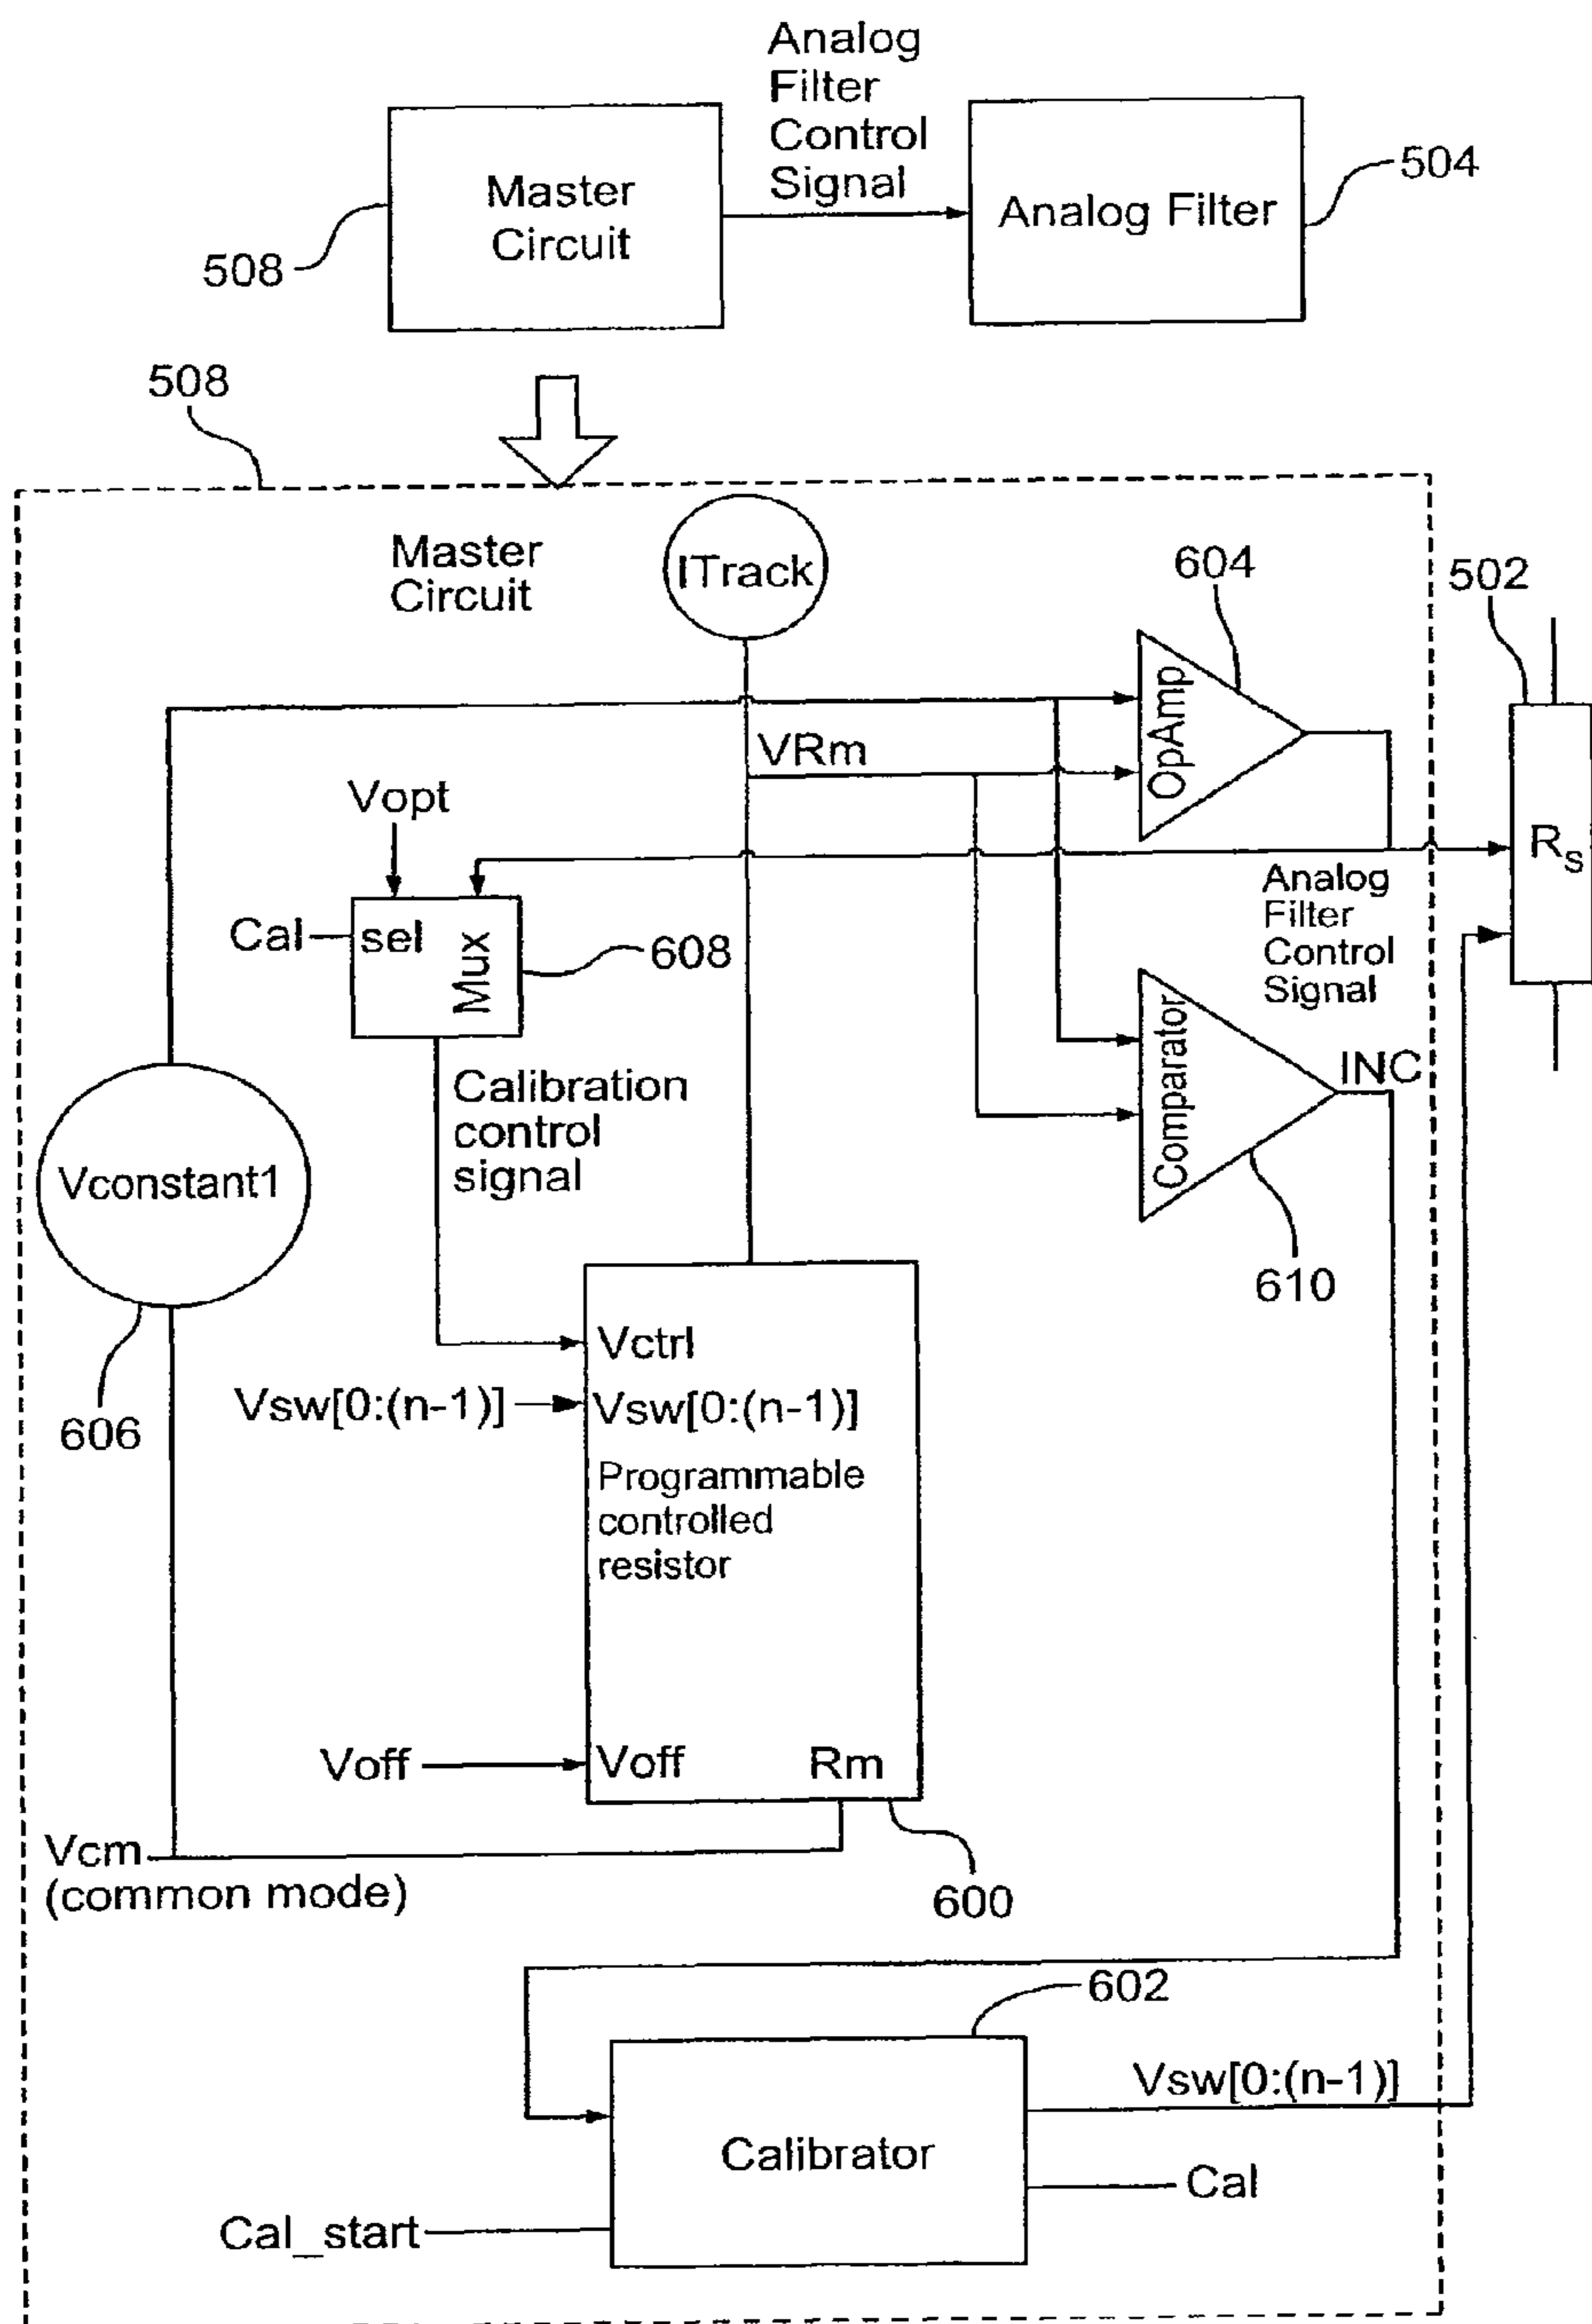 Analog
Filter
Control
Signal
Master
Circuit
Analog Filter
504
508
508
Master
Circuit
ITrack
604
502
OpAmp
VRm
Vopt
Rs
Cal
sel
Mux
608
Analog
Filter
Control
Signal
Comparator
INC
Calibration
control
signal
Vconstant1
610
606
Vctrl
Vsw[0:(n-1)]
Vsw[0:(n-1)]
Programmable
controlled
resistor
Voff
Voff
Rm
Vcm
(common mode)
600
602
Vsw[0:(n-1)]
Calibrator
Cal
Cal_start